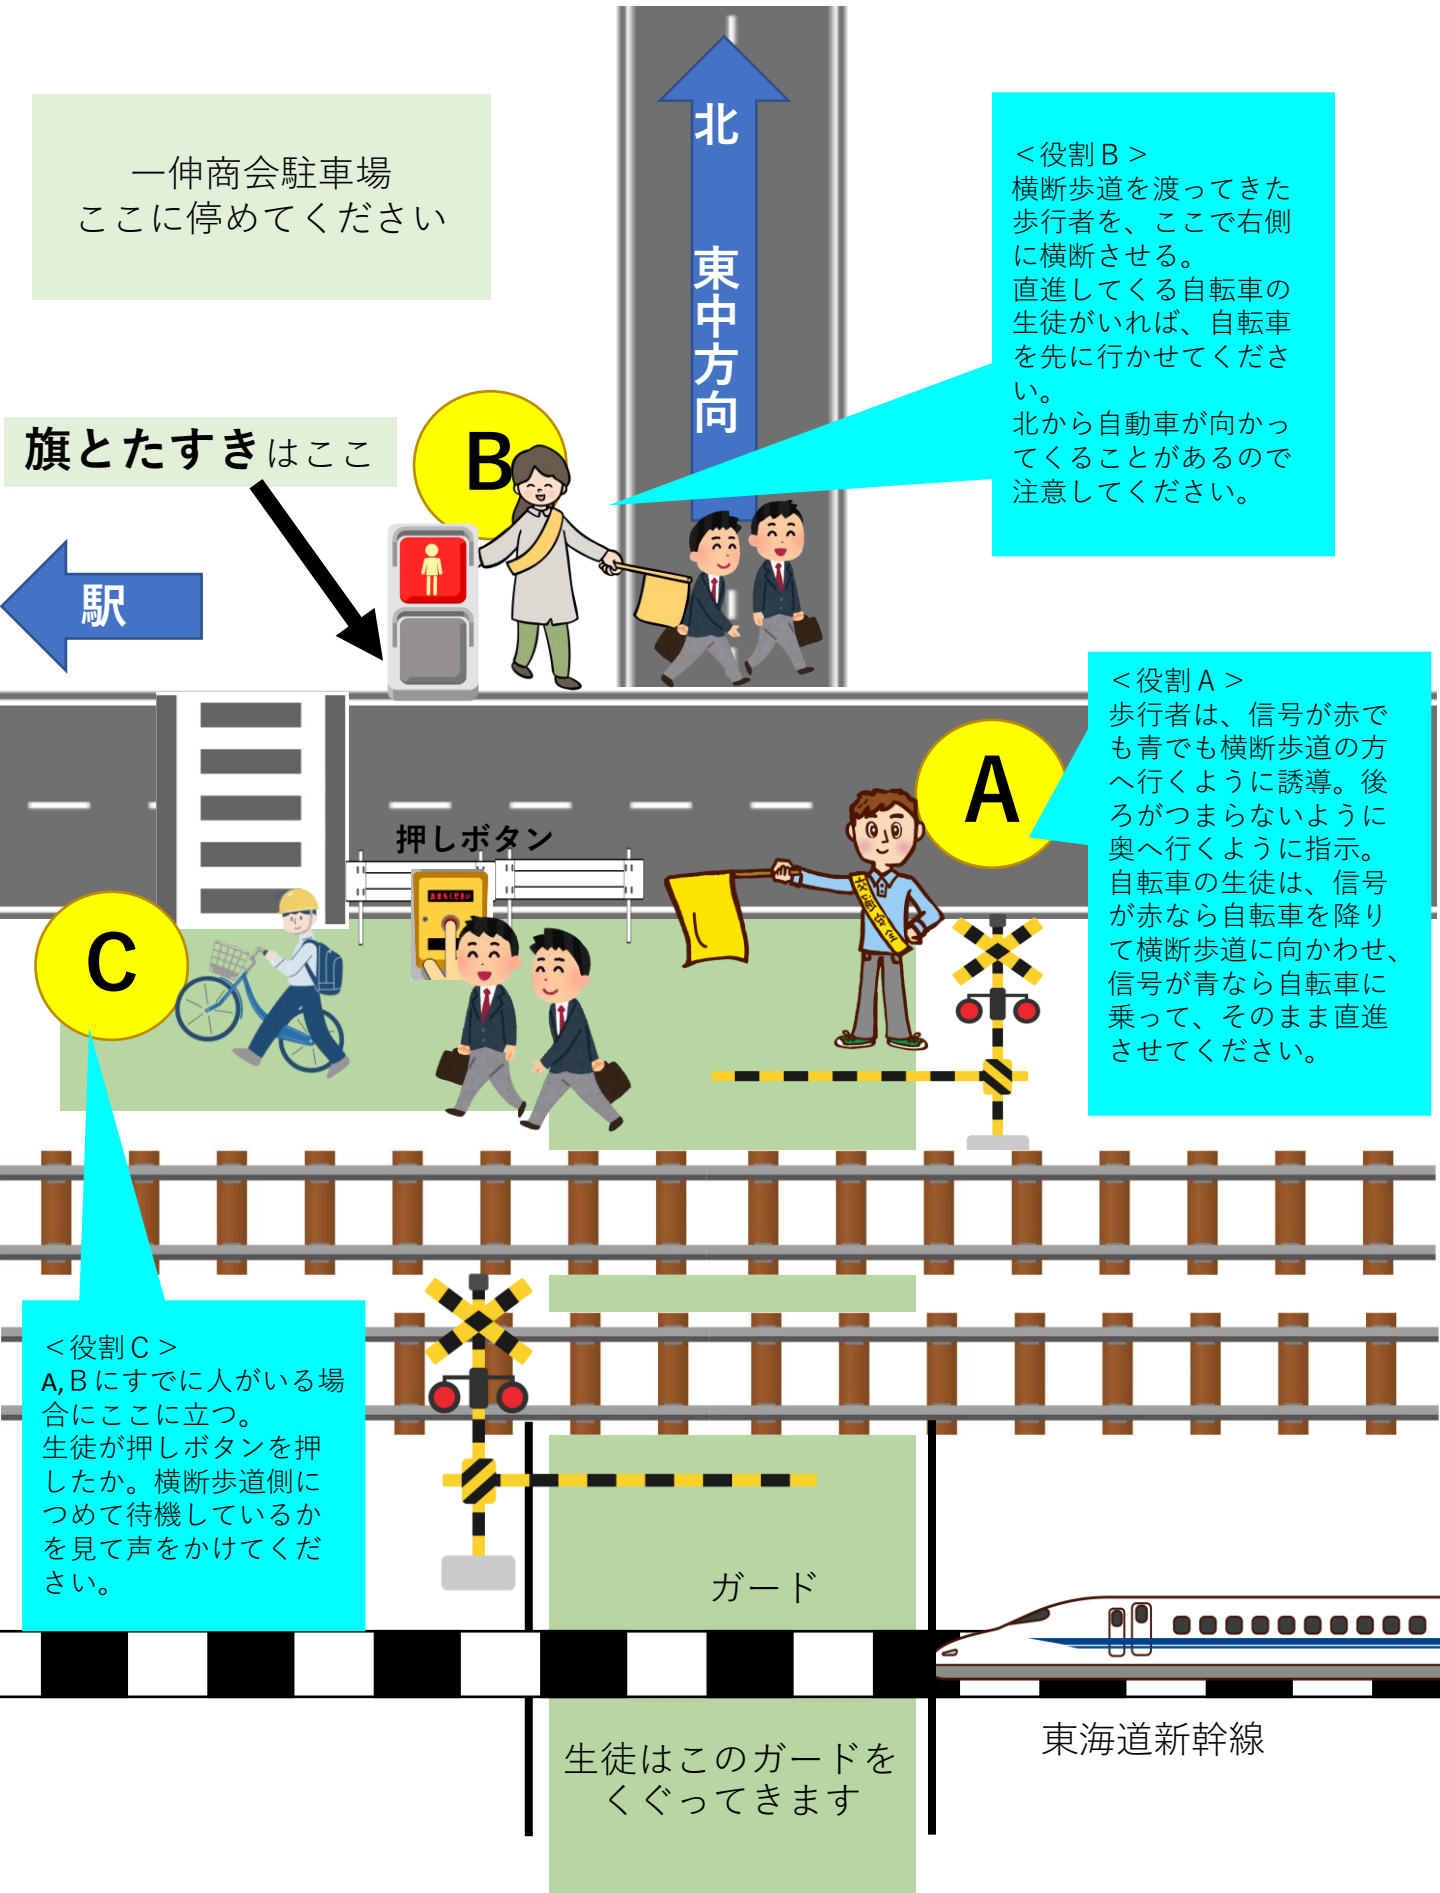 北
東中方向
一伸商会駐車場
ここに停めてください
＜役割Ｂ＞
横断歩道を渡ってきた
歩行者を、ここで右側
に横断させる。
直進してくる自転車の
生徒がいれば、自転車
を先に行かせてくださ
い。
北から自動車が向かっ
てくることがあるので
注意してください。
旗とたすきはここ
B
駅
＜役割Ａ＞
歩行者は、信号が赤で
も青でも横断歩道の方
へ行くように誘導。後
ろがつまらないように
奥へ行くように指示。
自転車の生徒は、信号
が赤なら自転車を降り
て横断歩道に向かわせ、
信号が青なら自転車に
乗って、そのまま直進
させてください。
A
押しボタン
おまちください
C
＜役割Ｃ＞
A,Ｂにすでに人がいる場
合にここに立つ。
生徒が押しボタンを押
したか。横断歩道側に
つめて待機しているか
を見て声をかけてくだ
さい。
ガード
東海道新幹線
生徒はこのガードを
くぐってきます